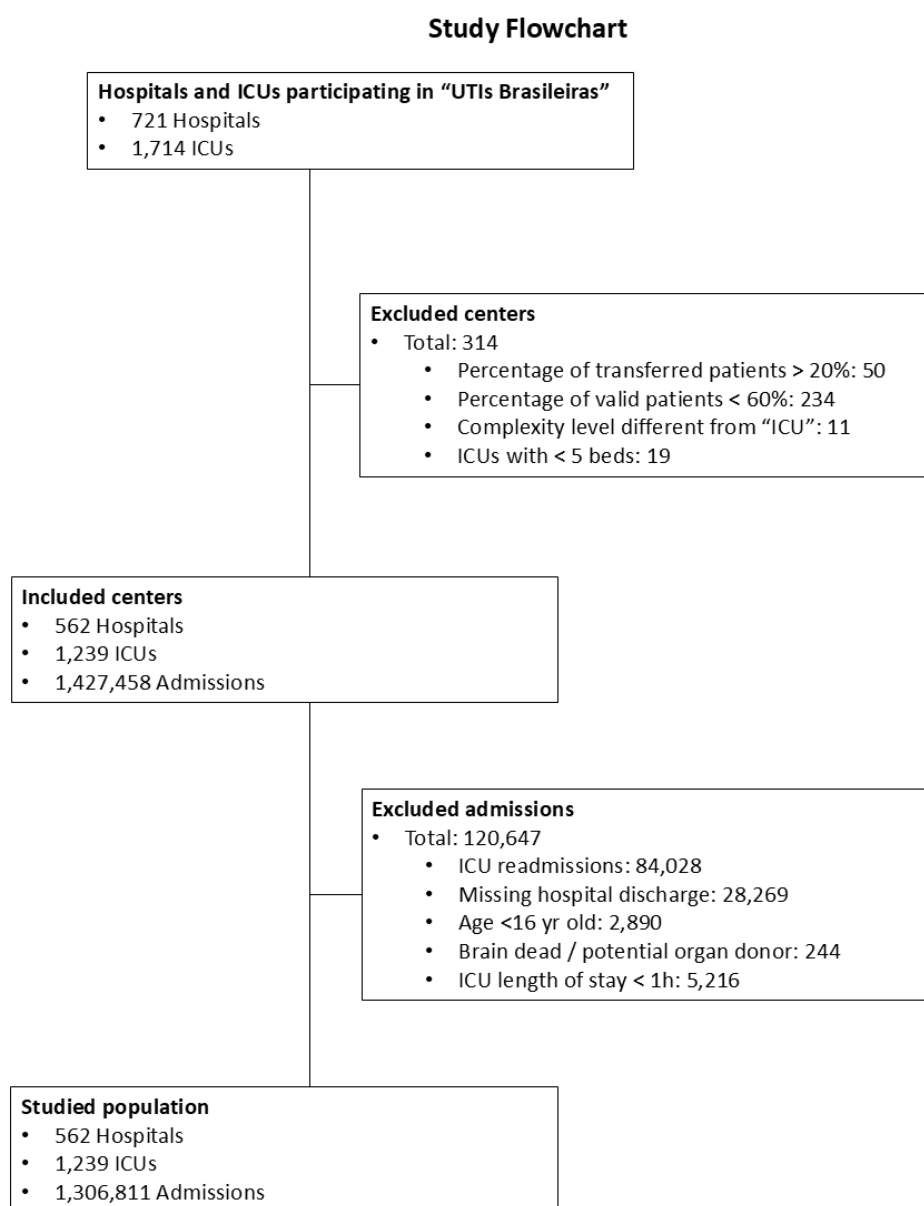 Study Flowchart
Hospitals and ICUs participating in “UTIs Brasileiras”
• 721 Hospitals
• 1,714 ICUs
Excluded centers
• Total: 314
• Percentage of transferred patients > 20%: 50
• Percentage of valid patients < 60%: 234
• Complexity level different from “ICU”: 11
• ICUs with < 5 beds: 19
Included centers
• 562 Hospitals
• 1,239 ICUs
• 1,427,458 Admissions
Excluded admissions
• Total: 120,647
• ICU readmissions: 84,028
• Missing hospital discharge: 28,269
• Age <16 yr old: 2,890
• Brain dead / potential organ donor: 244
• ICU length of stay < 1h: 5,216
Studied population
• 562 Hospitals
• 1,239 ICUs
• 1,306,811 Admissions